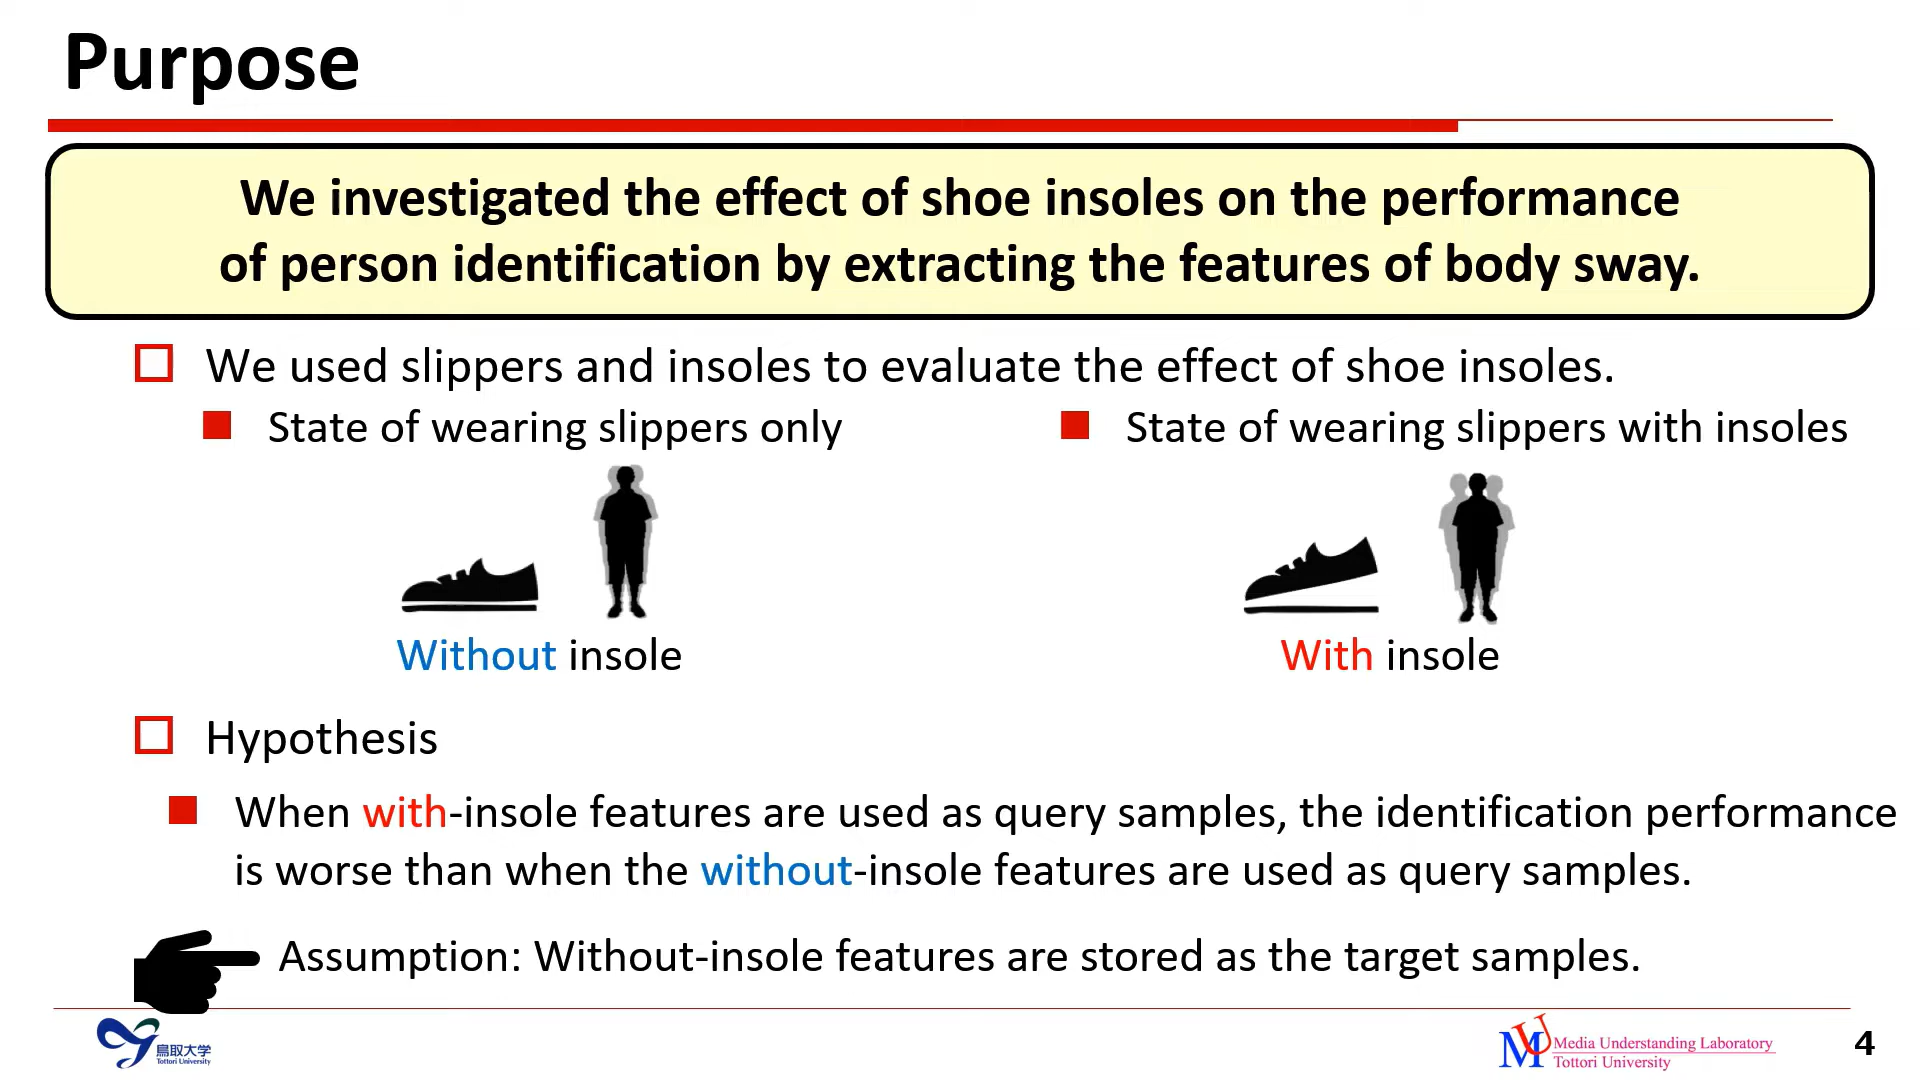 Purpose
We investigated the effect of shoe insoles on the performance
of person identification by extracting the features of body sway.
We used slippers and insoles to evaluate the effect of shoe insoles.
State of wearing slippers only
State of wearing slippers with insoles
Without insole
With insole
Hypothesis
When with-insole features are used as query samples, the identification performance
is worse than when the without-insole features are used as query samples.
Assumption: Without-insole features are stored as the target samples.
鳥取大学
Tottori University
MU
Media Understanding Laboratory
Tottori University
4